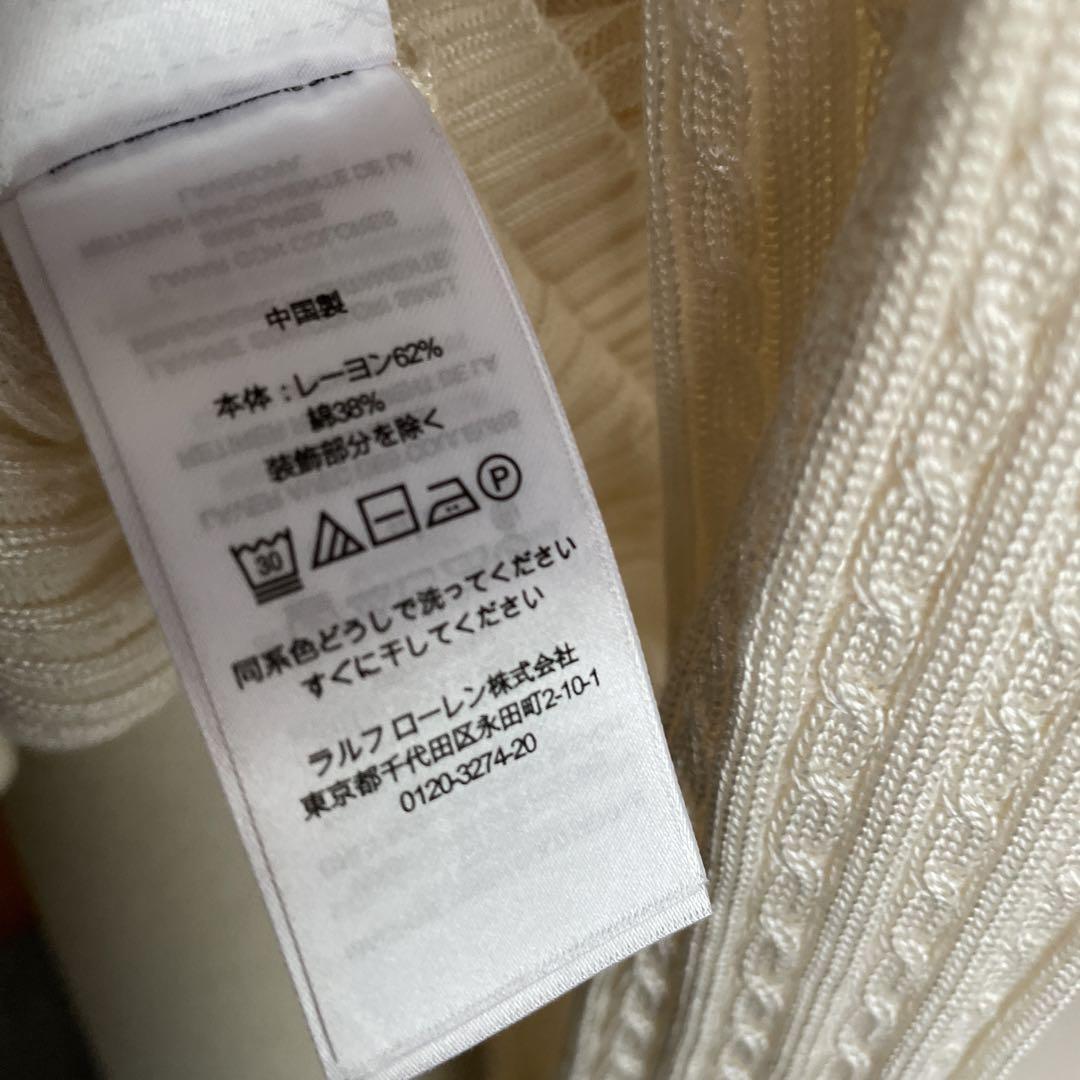 中国製
本体：レーヨン62%
綿38%
装飾部分を除く
30
P
同系色どうしで洗ってください
すぐに干してください
ラルフ ローレン株式会社
東京都千代田区永田町2-10-1
0120-3274-20